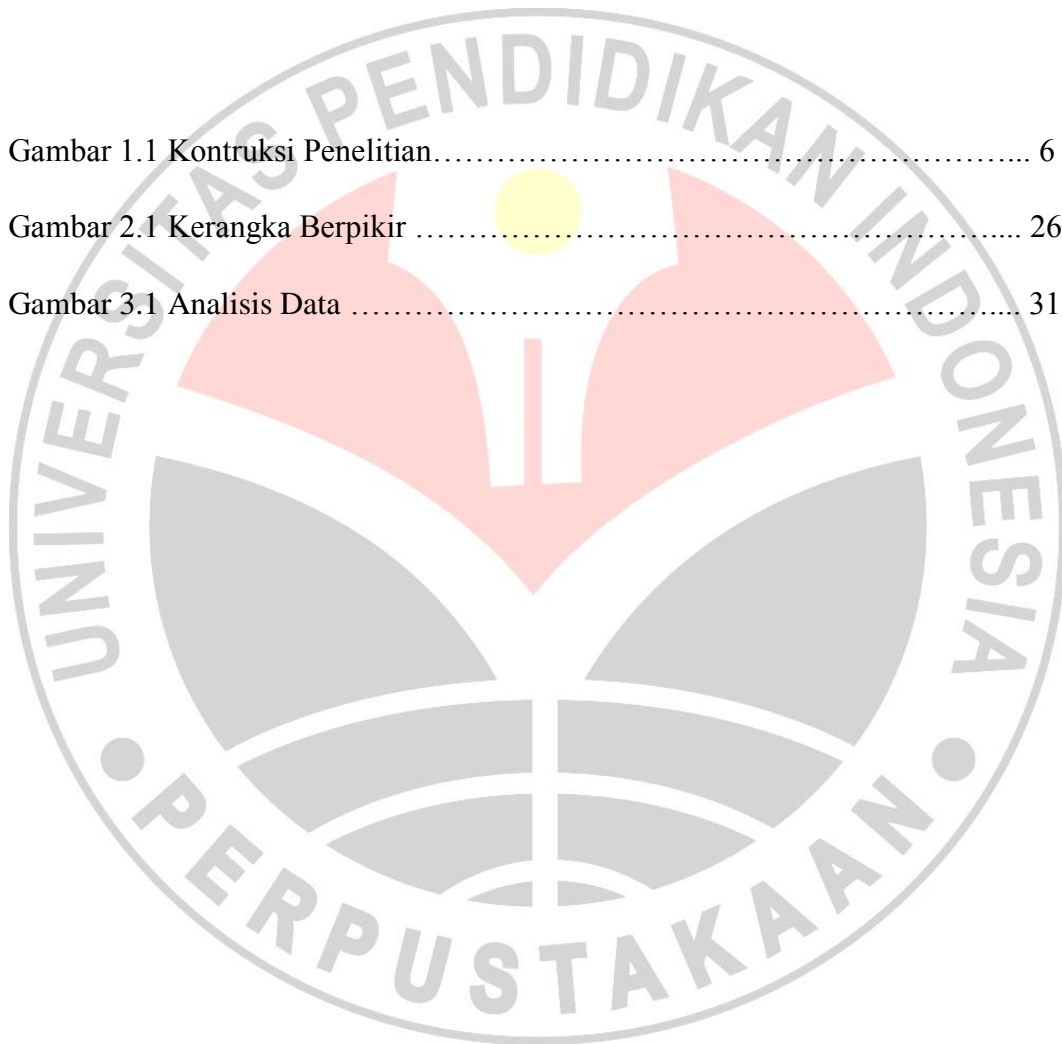 Gambar 1.1 Kontruksi Penelitian…………………………………………………... 6
Gambar 2.1 Kerangka Berpikir ………………………………………………….... 26
Gambar 3.1 Analisis Data ……………………………………………………….... 31
UNIVERSITAS PENDIDIKAN INDONESIA
PERPUSTAKAAN